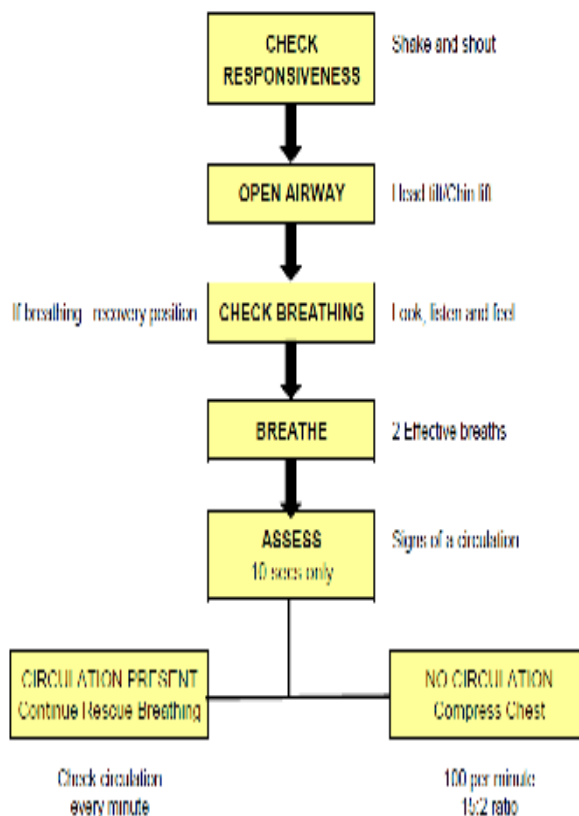 CHECK
RESPONSIVENESS
Shake and shout
OPEN AIRWAY
Head tilt/Chin lift
If breathing recovery position
CHECK BREATHING
Look, listen and feel
BREATHE
2 Effective breaths
ASSESS
10 secs only
Signs of a circulation
CIRCULATION PRESENT
Continue Rescue Breathing
Check circulation
every minute
NO CIRCULATION
Compress Chest
100 per minute
15:2 ratio